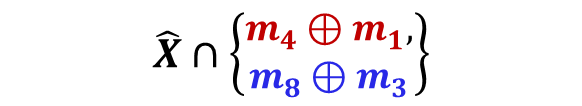 X̂ ∩ {m₄ ⊕ m₁,
m₈ ⊕ m₃}